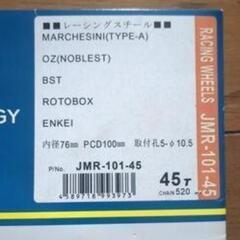 ■■レーシングスチール■■
MARCHESINI(TYPE-A)
OZ(NOBLEST)
BST
ROTOBOX
ENKEI
内径76㎜ PCD100㎜ 取付孔5-φ10.5
P/No. JMR-101-45
45T
CHAIN 520
4589718993973
RACING WHEELS JMR-101-45
GY